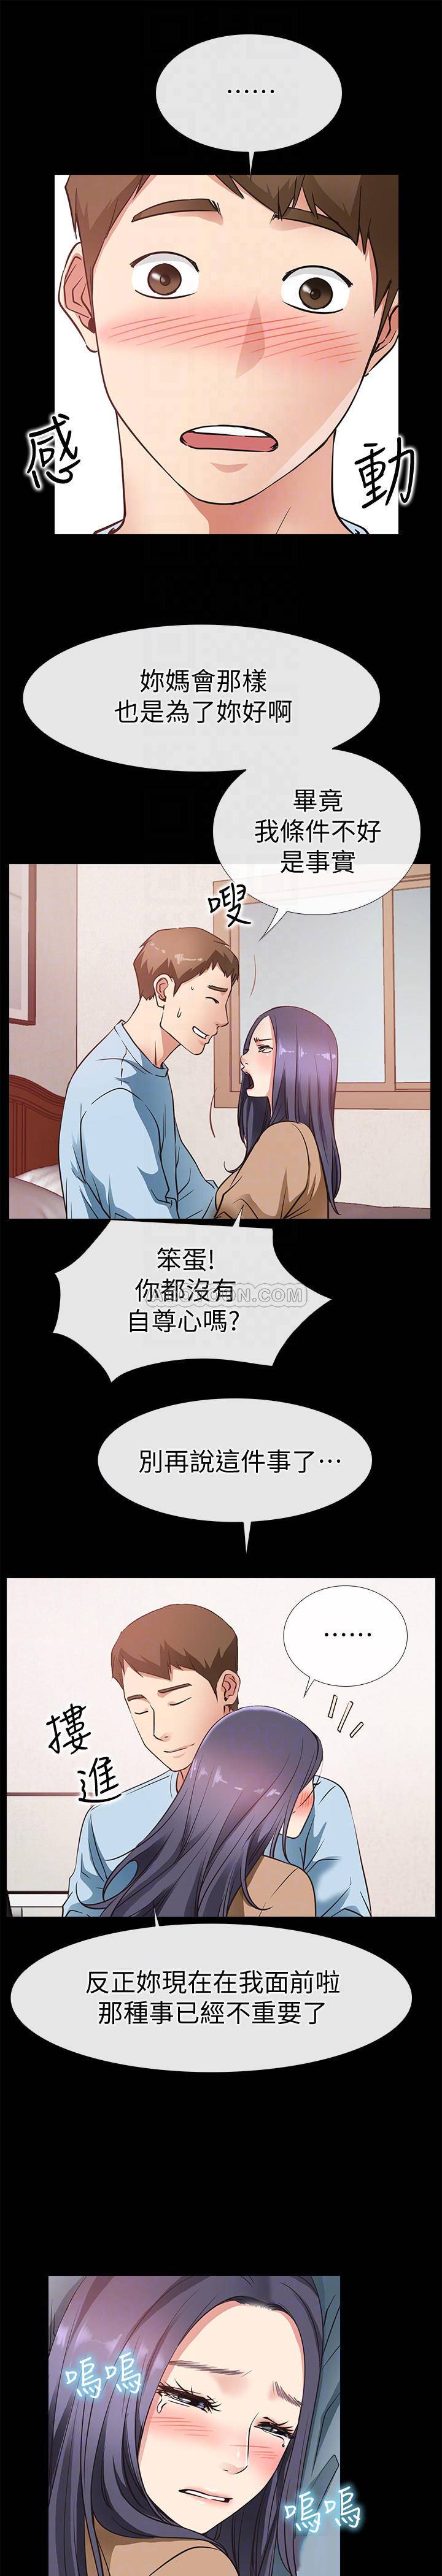 ……
感
動
妳媽會那樣
也是為了妳好啊
畢竟
我條件不好
是事實
嗖
笨蛋!
你都沒有
自尊心嗎?
別再說這件事了…
……
摟
進
反正妳現在在我面前啦
那種事已經不重要了
嗚嗚
嗚嗚